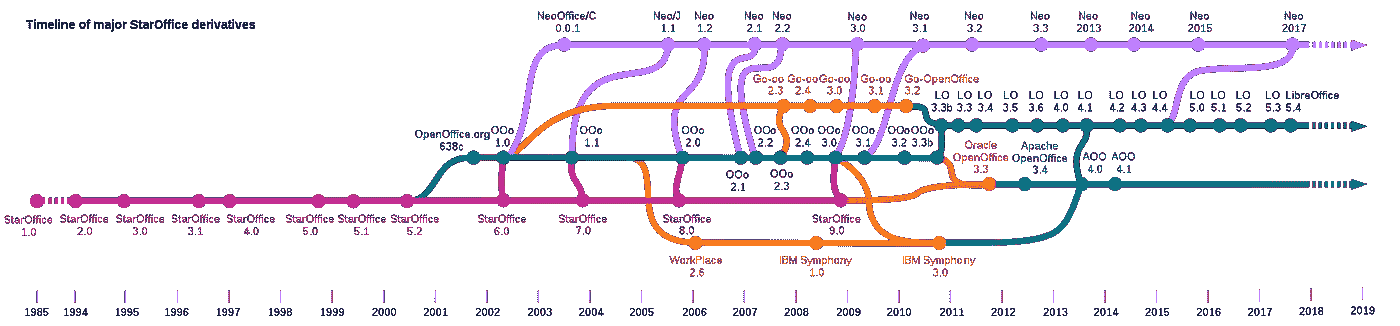 Timeline of major StarOffice derivatives
NeoOffice/C
0.0.1
Neo/J
1.1
Neo
1.2
Neo
2.1
Neo
2.2
Neo
3.0
Neo
3.1
Neo
3.2
Neo
3.3
Neo
2013
Neo
2014
Neo
2015
Neo
2017
Go-oo
2.3
Go-oo
2.4
Go-oo
3.0
Go-oo
3.1
Go-OpenOffice
3.2
LO
3.3b
LO
3.3
LO
3.4
LO
3.5
LO
3.6
LO
4.0
LO
4.1
LO
4.2
LO
4.3
LO
4.4
LO
5.0
LO
5.1
LO
5.2
LO
5.3
LibreOffice
5.4
OpenOffice.org
638c
OOo
1.0
OOo
1.1
OOo
2.0
OOo
2.1
OOo
2.2
OOo
2.3
OOo
2.4
OOo
3.0
OOo
3.1
OOo
3.2
OOo
3.3b
Oracle
OpenOffice
3.3
Apache
OpenOffice
3.4
AOO
4.0
AOO
4.1
StarOffice
1.0
StarOffice
2.0
StarOffice
3.0
StarOffice
3.1
StarOffice
4.0
StarOffice
5.0
StarOffice
5.1
StarOffice
5.2
StarOffice
6.0
StarOffice
7.0
StarOffice
8.0
StarOffice
9.0
WorkPlace
2.6
IBM Symphony
1.0
IBM Symphony
3.0
1985 1994 1995 1996 1997 1998 1999 2000 2001 2002 2003 2004 2005 2006 2007 2008 2009 2010 2011 2012 2013 2014 2015 2016 2017 2018 2019